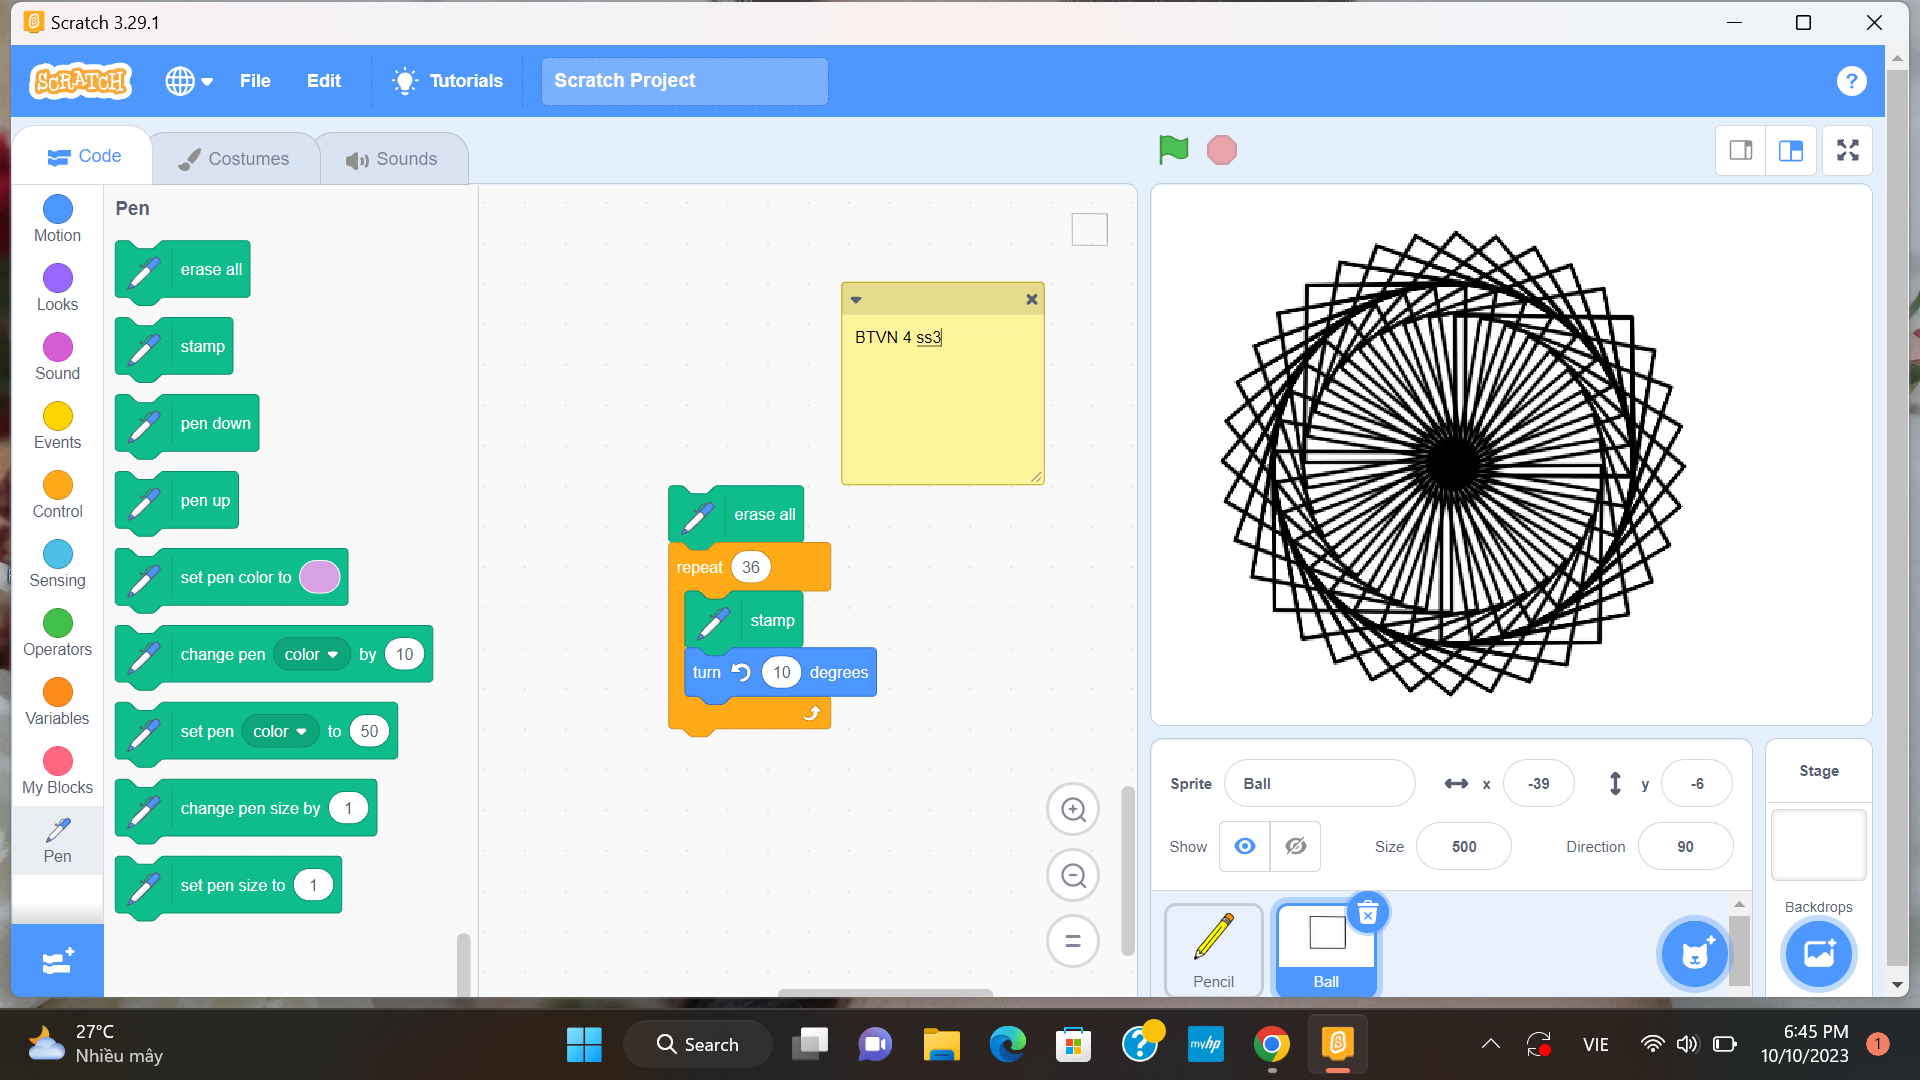 Scratch 3.29.1
SCRATCH
File
Edit
Tutorials
Scratch Project
?
Code
Costumes
Sounds
Motion
Looks
Sound
Events
Control
Sensing
Operators
Variables
My Blocks
Pen
Pen
erase all
stamp
pen down
pen up
set pen color to
change pen color by 10
set pen color to 50
change pen size by 1
set pen size to 1
BTVN 4 ss3
erase all
repeat 36
stamp
turn 10 degrees
Sprite Ball x -39 y -6
Show Size 500 Direction 90
Pencil
Ball
Stage
Backdrops
27°C
Nhiều mây
Search
myhp
VIE
6:45 PM
10/10/2023
1